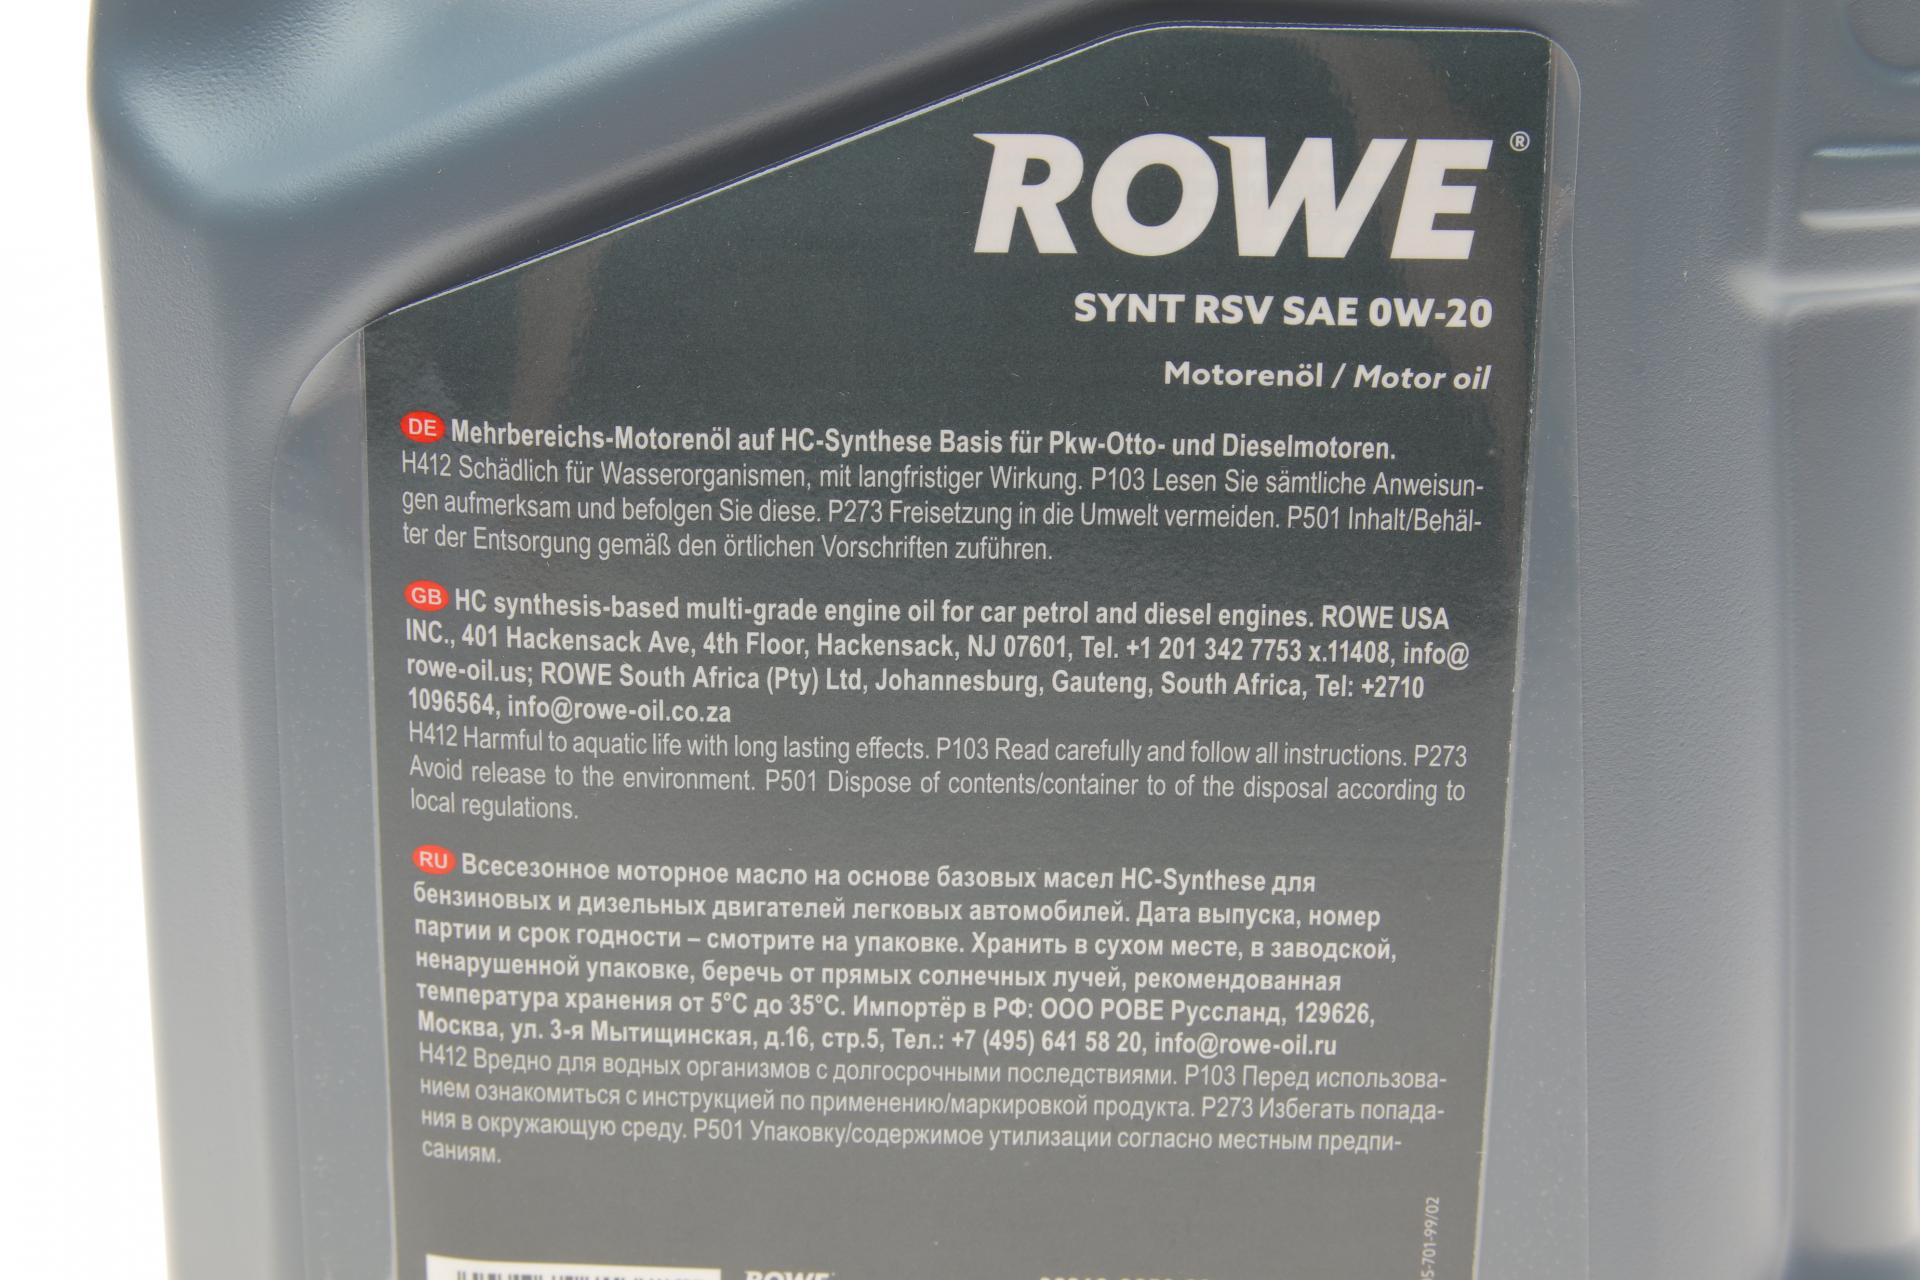 ROWE®
SYNT RSV SAE 0W-20
Motorenöl / Motor oil
DE Mehrbereichs-Motorenöl auf HC-Synthese Basis für Pkw-Otto- und Dieselmotoren.
H412 Schädlich für Wasserorganismen, mit langfristiger Wirkung. P103 Lesen Sie sämtliche Anweisun-
gen aufmerksam und befolgen Sie diese. P273 Freisetzung in die Umwelt vermeiden. P501 Inhalt/Behäl-
ter der Entsorgung gemäß den örtlichen Vorschriften zuführen.
GB HC synthesis-based multi-grade engine oil for car petrol and diesel engines. ROWE USA
INC., 401 Hackensack Ave, 4th Floor, Hackensack, NJ 07601, Tel. +1 201 342 7753 x.11408, info@
rowe-oil.us; ROWE South Africa (Pty) Ltd, Johannesburg, Gauteng, South Africa, Tel: +2710
1096564, info@rowe-oil.co.za
H412 Harmful to aquatic life with long lasting effects. P103 Read carefully and follow all instructions. P273
Avoid release to the environment. P501 Dispose of contents/container to of the disposal according to
local regulations.
RU Всесезонное моторное масло на основе базовых масел HC-Synthese для
бензиновых и дизельных двигателей легковых автомобилей. Дата выпуска, номер
партии и срок годности – смотрите на упаковке. Хранить в сухом месте, в заводской,
ненарушенной упаковке, беречь от прямых солнечных лучей, рекомендованная
температура хранения от 5°C до 35°C. Импортёр в РФ: ООО РОВЕ Руссланд, 129626,
Москва, ул. 3-я Мытищинская, д.16, стр.5, Тел.: +7 (495) 641 58 20, info@rowe-oil.ru
H412 Вредно для водных организмов с долгосрочными последствиями. P103 Перед использова-
нием ознакомиться с инструкцией по применению/маркировкой продукта. P273 Избегать попада-
ния в окружающую среду. P501 Упаковку/содержимое утилизации согласно местным предпи-
саниям.
ROWE